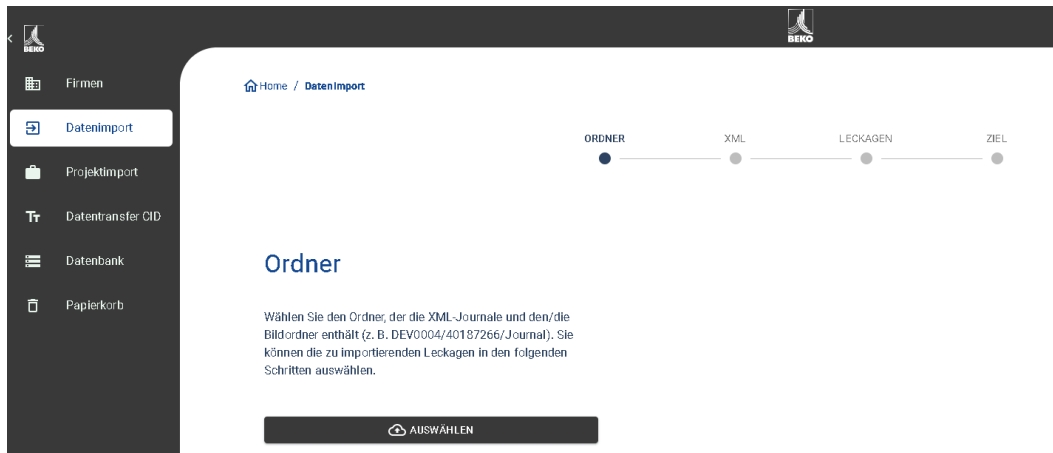 BEKO
BEKO
Firmen
Datenimport
Projektimport
Datentransfer CID
Datenbank
Papierkorb
Home / Datenimport
ORDNER XML LECKAGEN ZIEL
Ordner
Wählen Sie den Ordner, der die XML-Journale und den/die
Bildordner enthält (z. B. DEV0004/40187266/Journal). Sie
können die zu importierenden Leckagen in den folgenden
Schritten auswählen.
AUSWÄHLEN